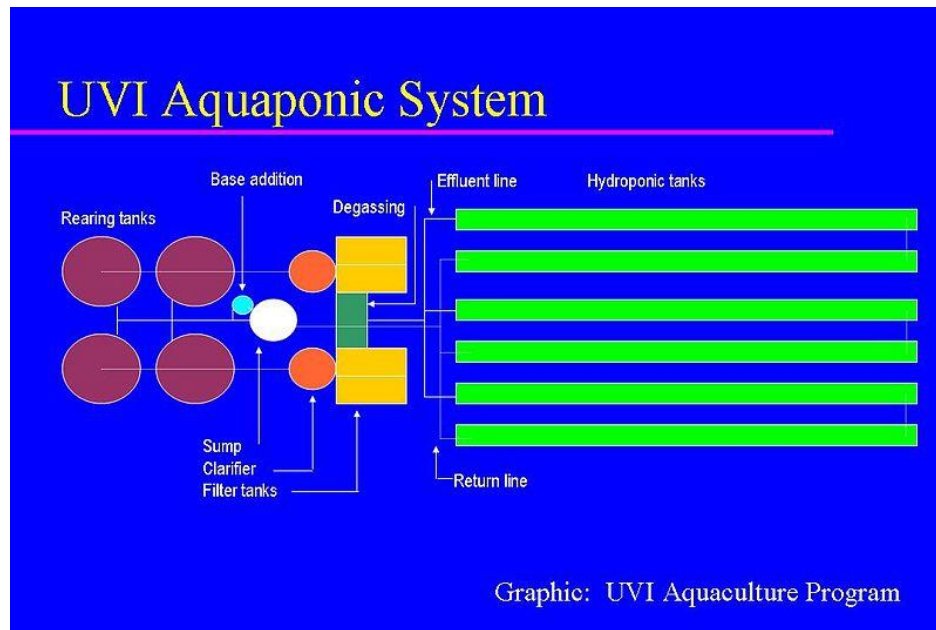 UVI Aquaponic System
Base addition
Effluent line
Hydroponic tanks
Degassing
Rearing tanks
Sump
Clarifier
Filter tanks
Return line
Graphic: UVI Aquaculture Program